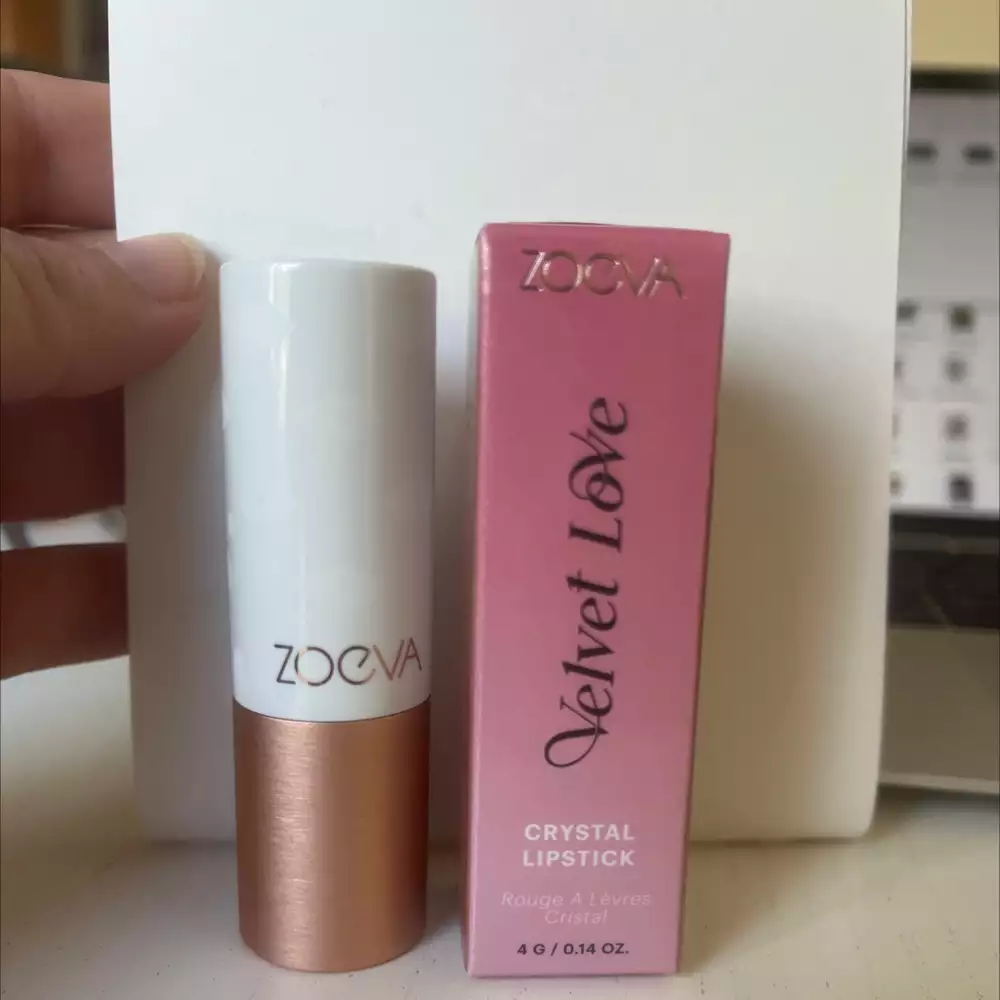 ZOEVA
ZOEVA
Velvet Love
CRYSTAL
LIPSTICK
Rouge A Lèvres
Cristal
4 G / 0.14 OZ.